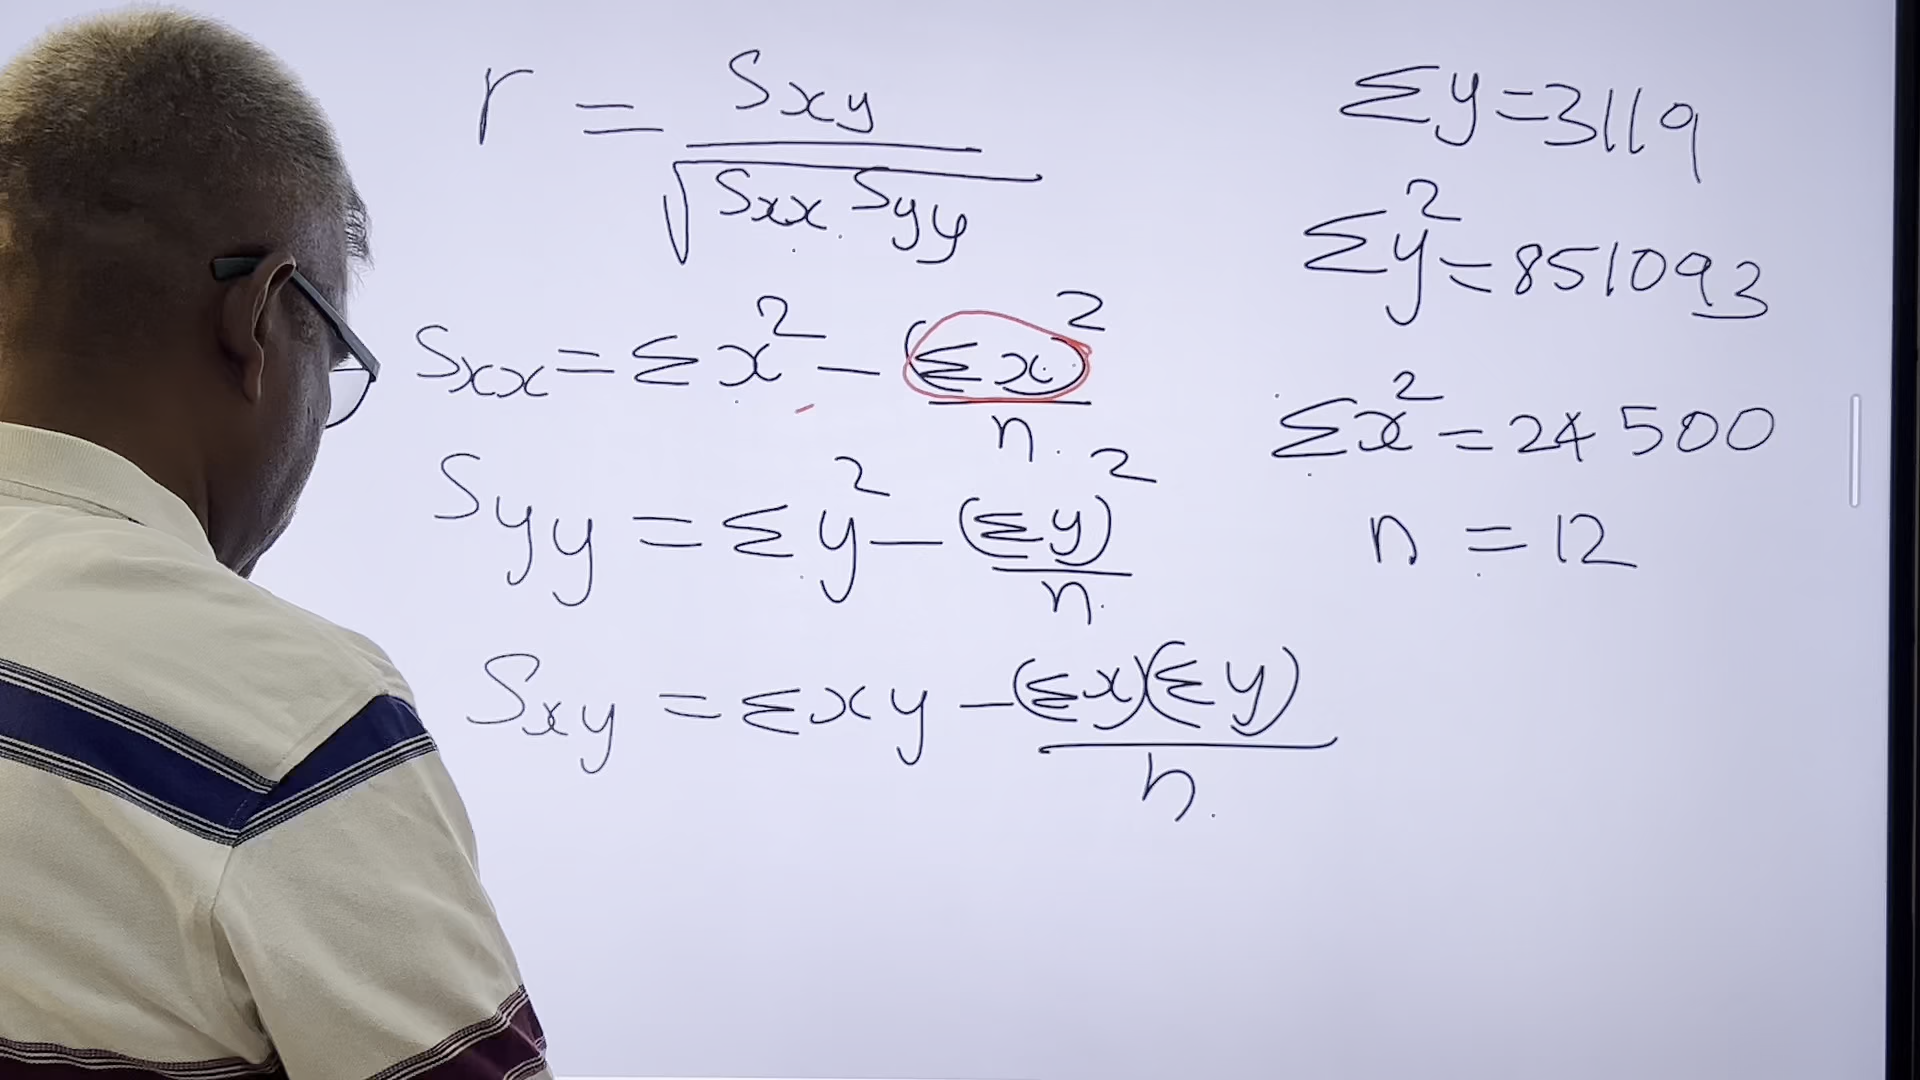 r = Sxy / √Sxx Syy
Sxx = Σx² − (Σx)² / n
Syy = Σy² − (Σy)² / n
Sxy = Σxy − (Σx)(Σy) / n
Σy = 3119
Σy² = 851093
Σx² = 24500
n = 12